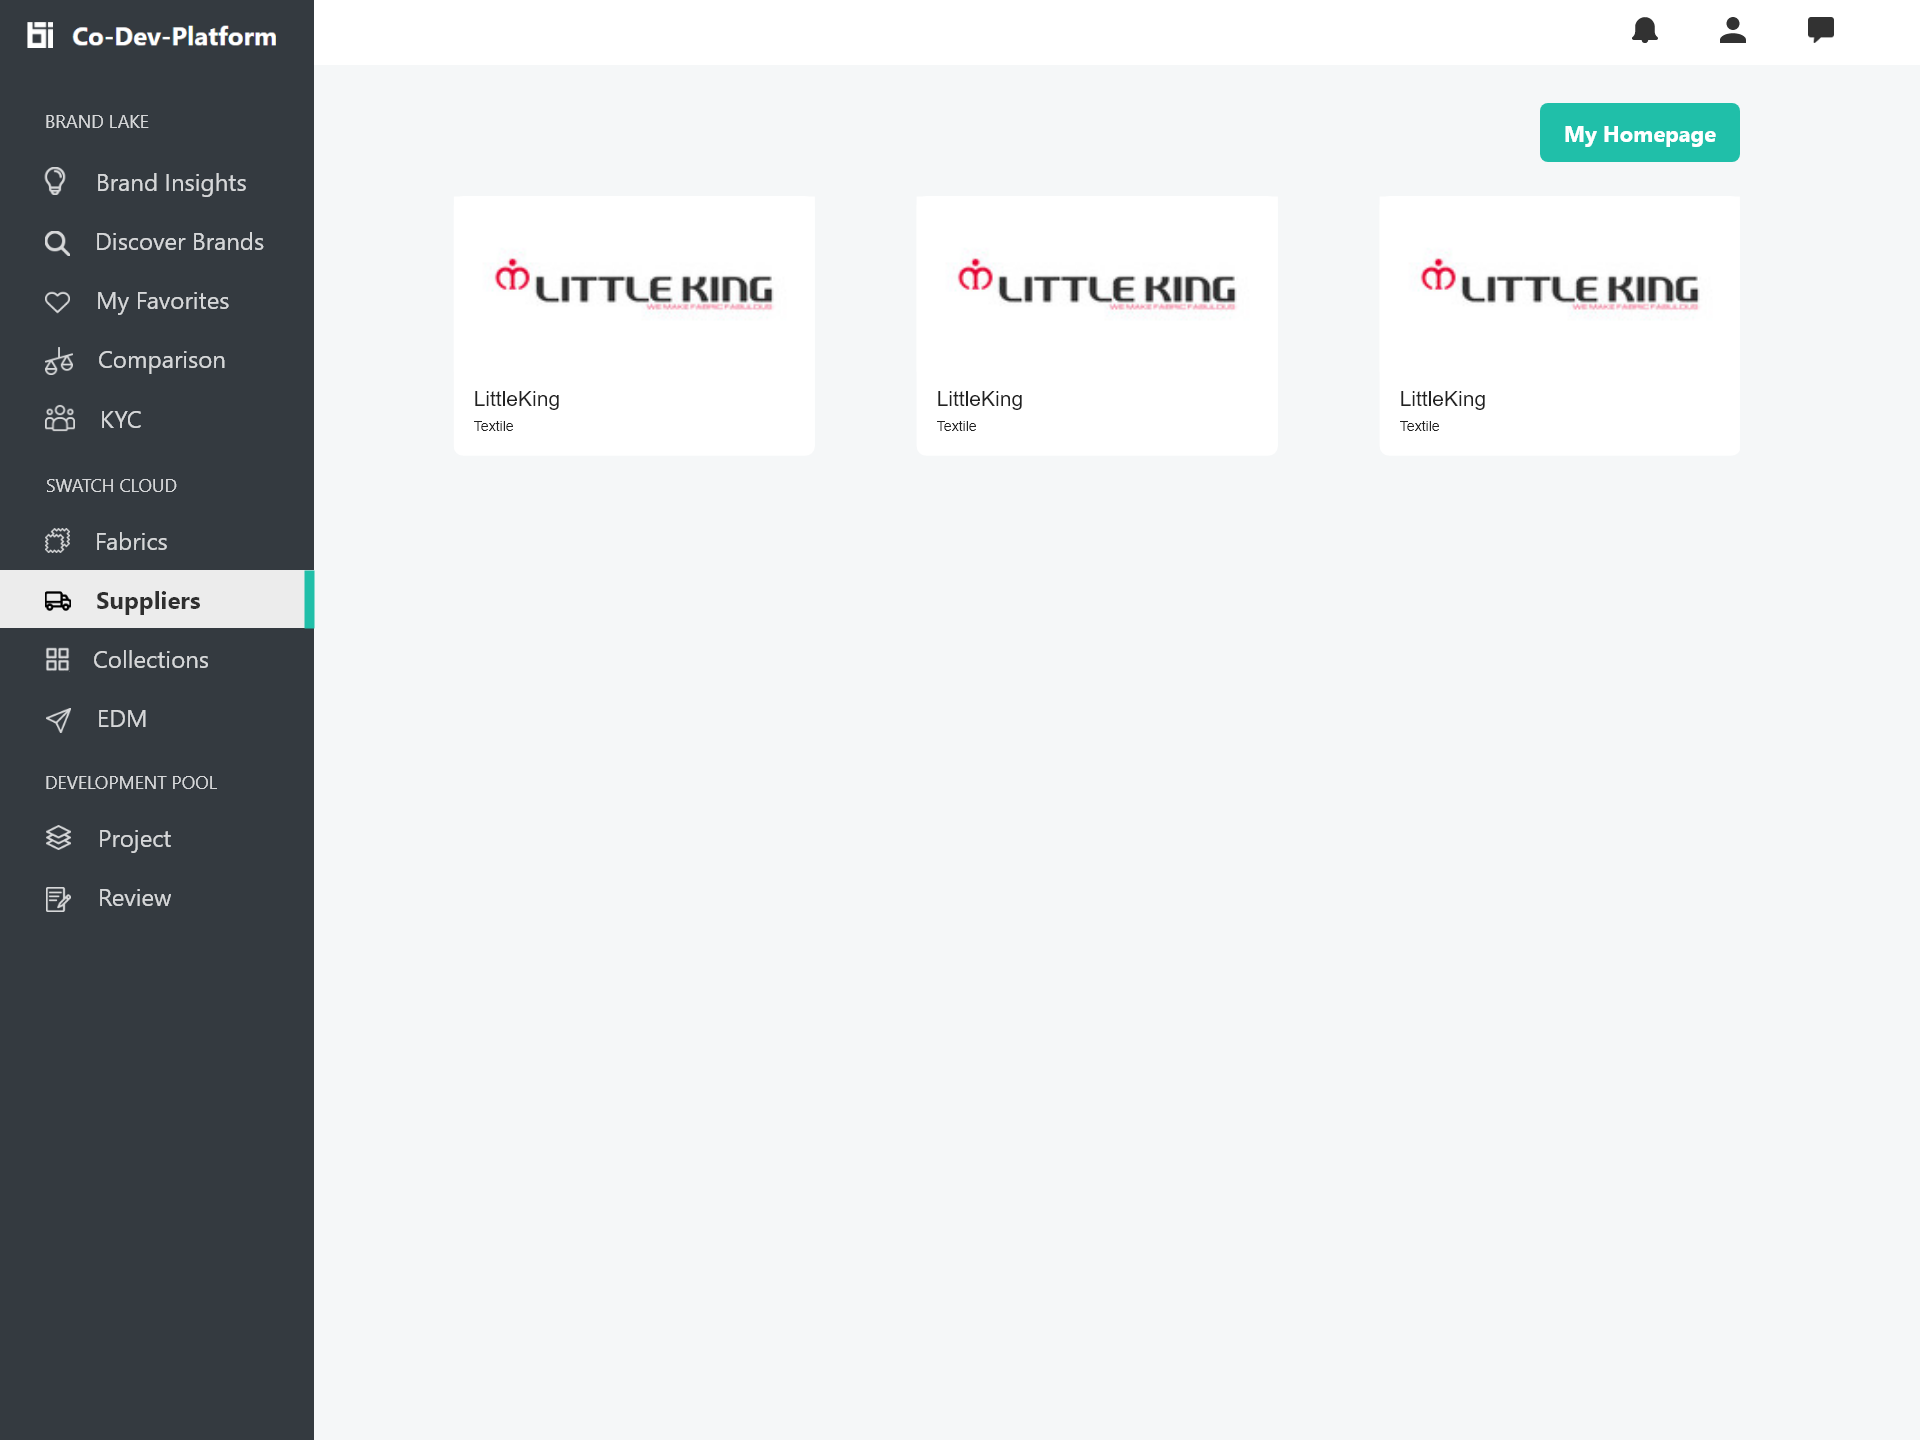 Co-Dev-Platform
BRAND LAKE
Brand Insights
Discover Brands
My Favorites
Comparison
KYC
SWATCH CLOUD
Fabrics
Suppliers
Collections
EDM
DEVELOPMENT POOL
Project
Review
My Homepage
LITTLE KING
WE MAKE FABRIC FABULOUS
LittleKing
Textile
LITTLE KING
WE MAKE FABRIC FABULOUS
LittleKing
Textile
LITTLE KING
WE MAKE FABRIC FABULOUS
LittleKing
Textile